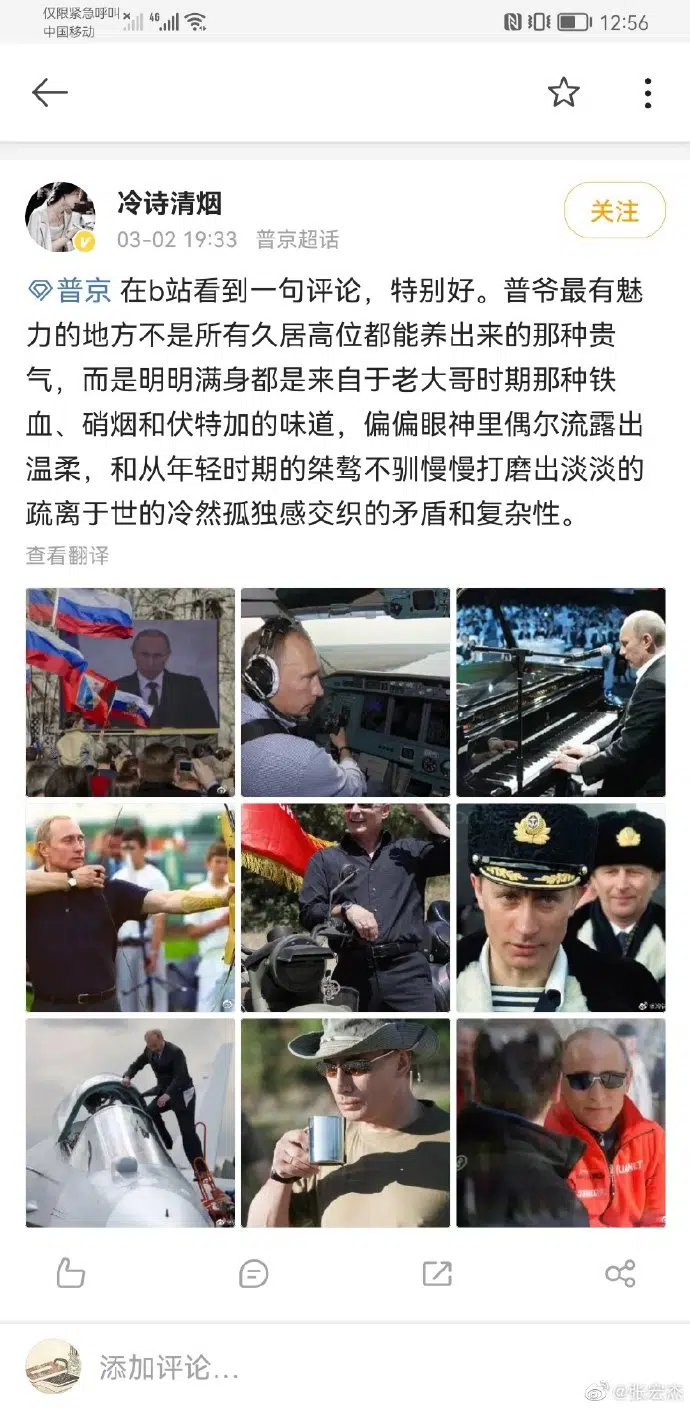 仅限紧急呼叫
中国移动
4G
12:56
冷诗清烟
关注
03-02 19:33 普京超话
普京 在b站看到一句评论，特别好。普爷最有魅
力的地方不是所有久居高位都能养出来的那种贵
气，而是明明满身都是来自于老大哥时期那种铁
血、硝烟和伏特加的味道，偏偏眼神里偶尔流露出
温柔，和从年轻时期的桀骜不驯慢慢打磨出淡淡的
疏离于世的冷然孤独感交织的矛盾和复杂性。
查看翻译
添加评论...
@张宏杰